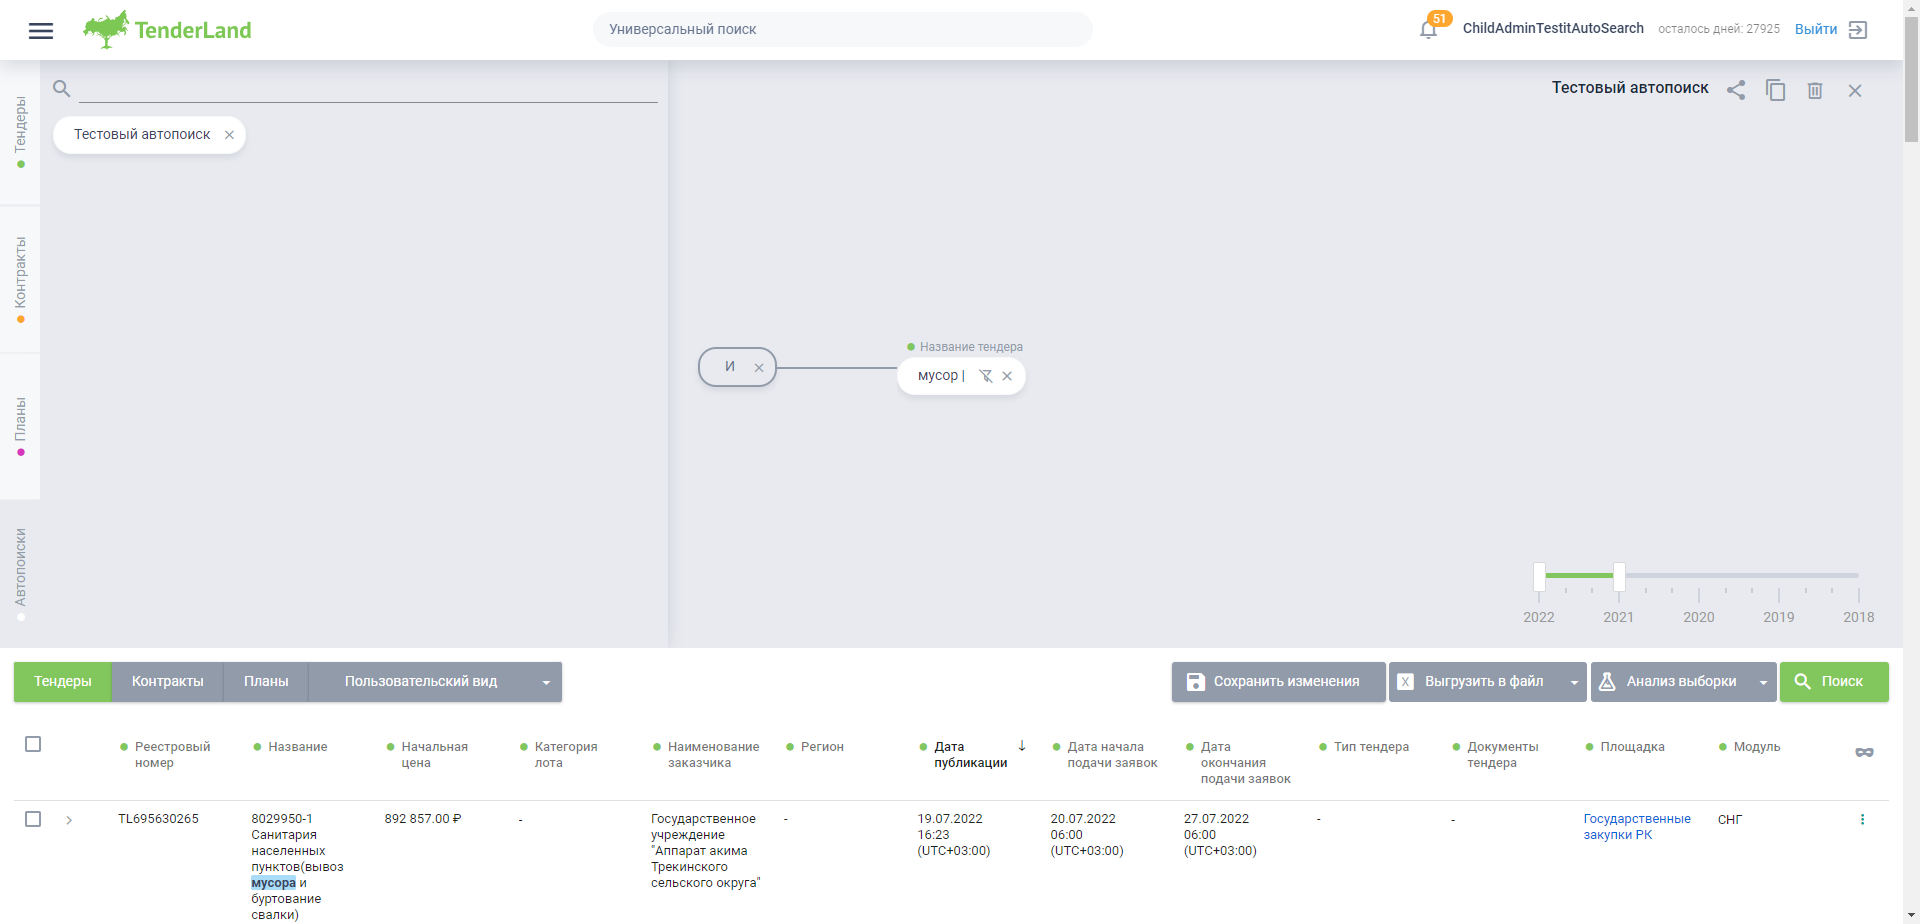 TenderLand
Универсальный поиск
51
ChildAdminTestitAutoSearch
осталось дней: 27925
Выйти
Тендеры
Контракты
Планы
Автопоиски
Тестовый автопоиск
Тестовый автопоиск
И
Название тендера
мусор |
2022 2021 2020 2019 2018
Тендеры Контракты Планы Пользовательский вид
Сохранить изменения
X Выгрузить в файл
Анализ выборки
Поиск
Реестровый
номер
Название
Начальная
цена
Категория
лота
Наименование
заказчика
Регион
Дата
публикации
Дата начала
подачи заявок
Дата
окончания
подачи заявок
Тип тендера
Документы
тендера
Площадка
Модуль
TL695630265
8029950-1
Санитария
населенных
пунктов(вывоз
мусора и
буртование
свалки)
892 857.00 ₽
-
Государственное
учреждение
"Аппарат акима
Трекинского
сельского округа"
-
19.07.2022
16:23
(UTC+03:00)
20.07.2022
06:00
(UTC+03:00)
27.07.2022
06:00
(UTC+03:00)
-
-
Государственные
закупки РК
СНГ